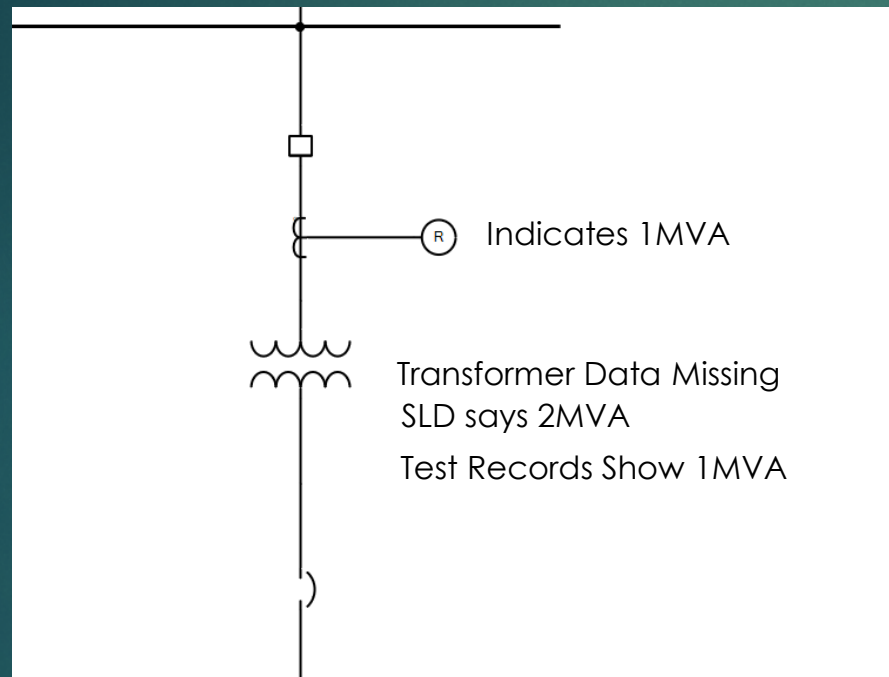 R
Indicates 1MVA
Transformer Data Missing
SLD says 2MVA
Test Records Show 1MVA